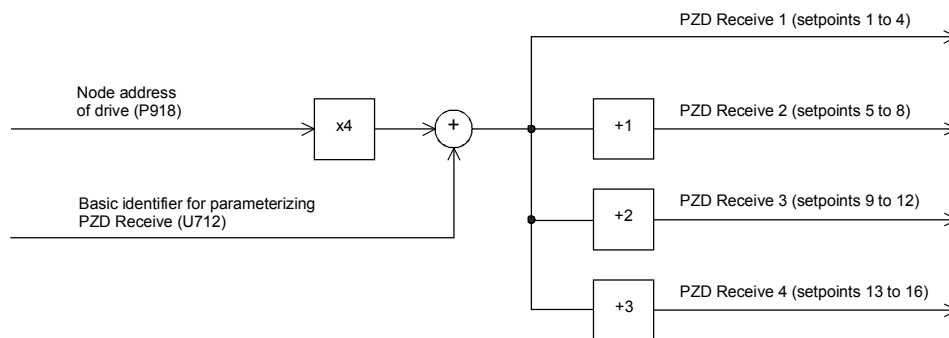 PZD Receive 1 (setpoints 1 to 4)
Node address
of drive (P918)
x4
+
+1
PZD Receive 2 (setpoints 5 to 8)
Basic identifier for parameterizing
PZD Receive (U712)
+2
PZD Receive 3 (setpoints 9 to 12)
+3
PZD Receive 4 (setpoints 13 to 16)